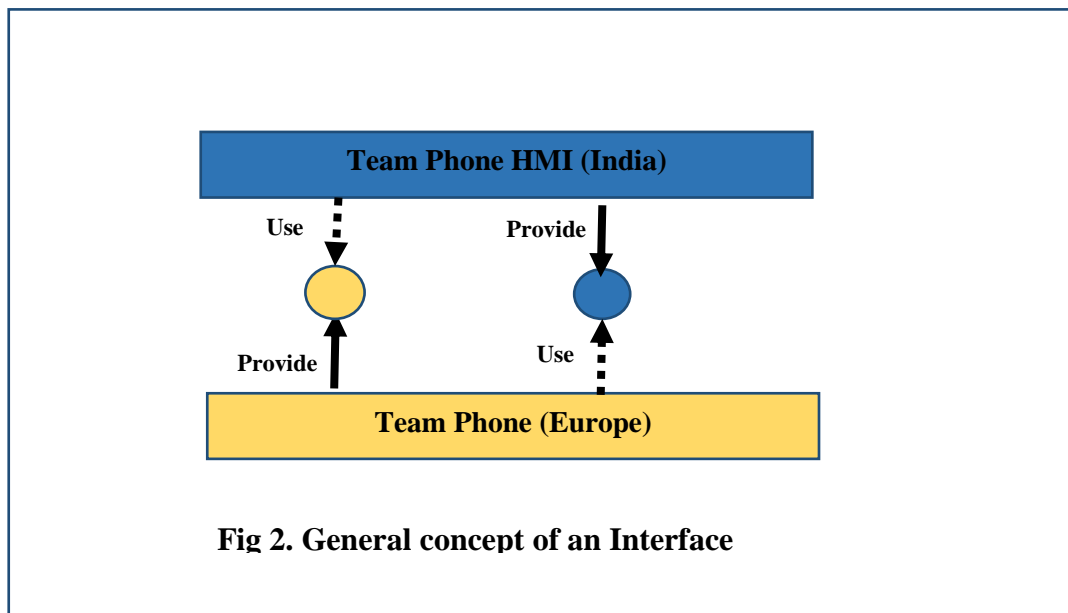 Team Phone HMI (India)
Use
Provide
Provide
Use
Team Phone (Europe)
Fig 2. General concept of an Interface